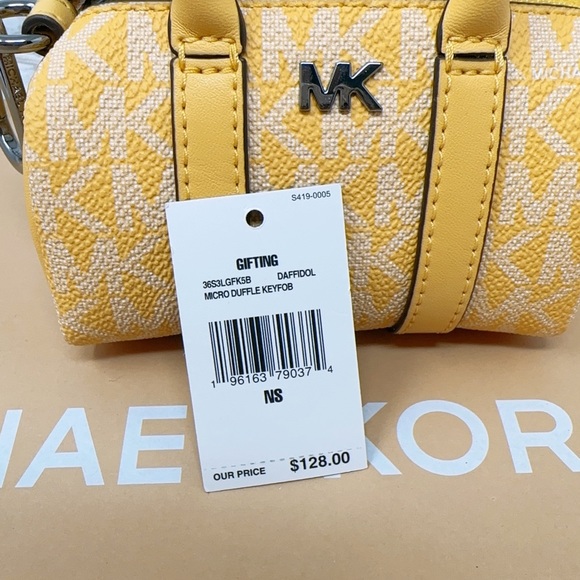 MK
S419-0005
GIFTING
36S3LGFK5B DAFFIDOL
MICRO DUFFLE KEYFOB
1 96163 79037 4
NS
OUR PRICE $128.00
HAE KOR